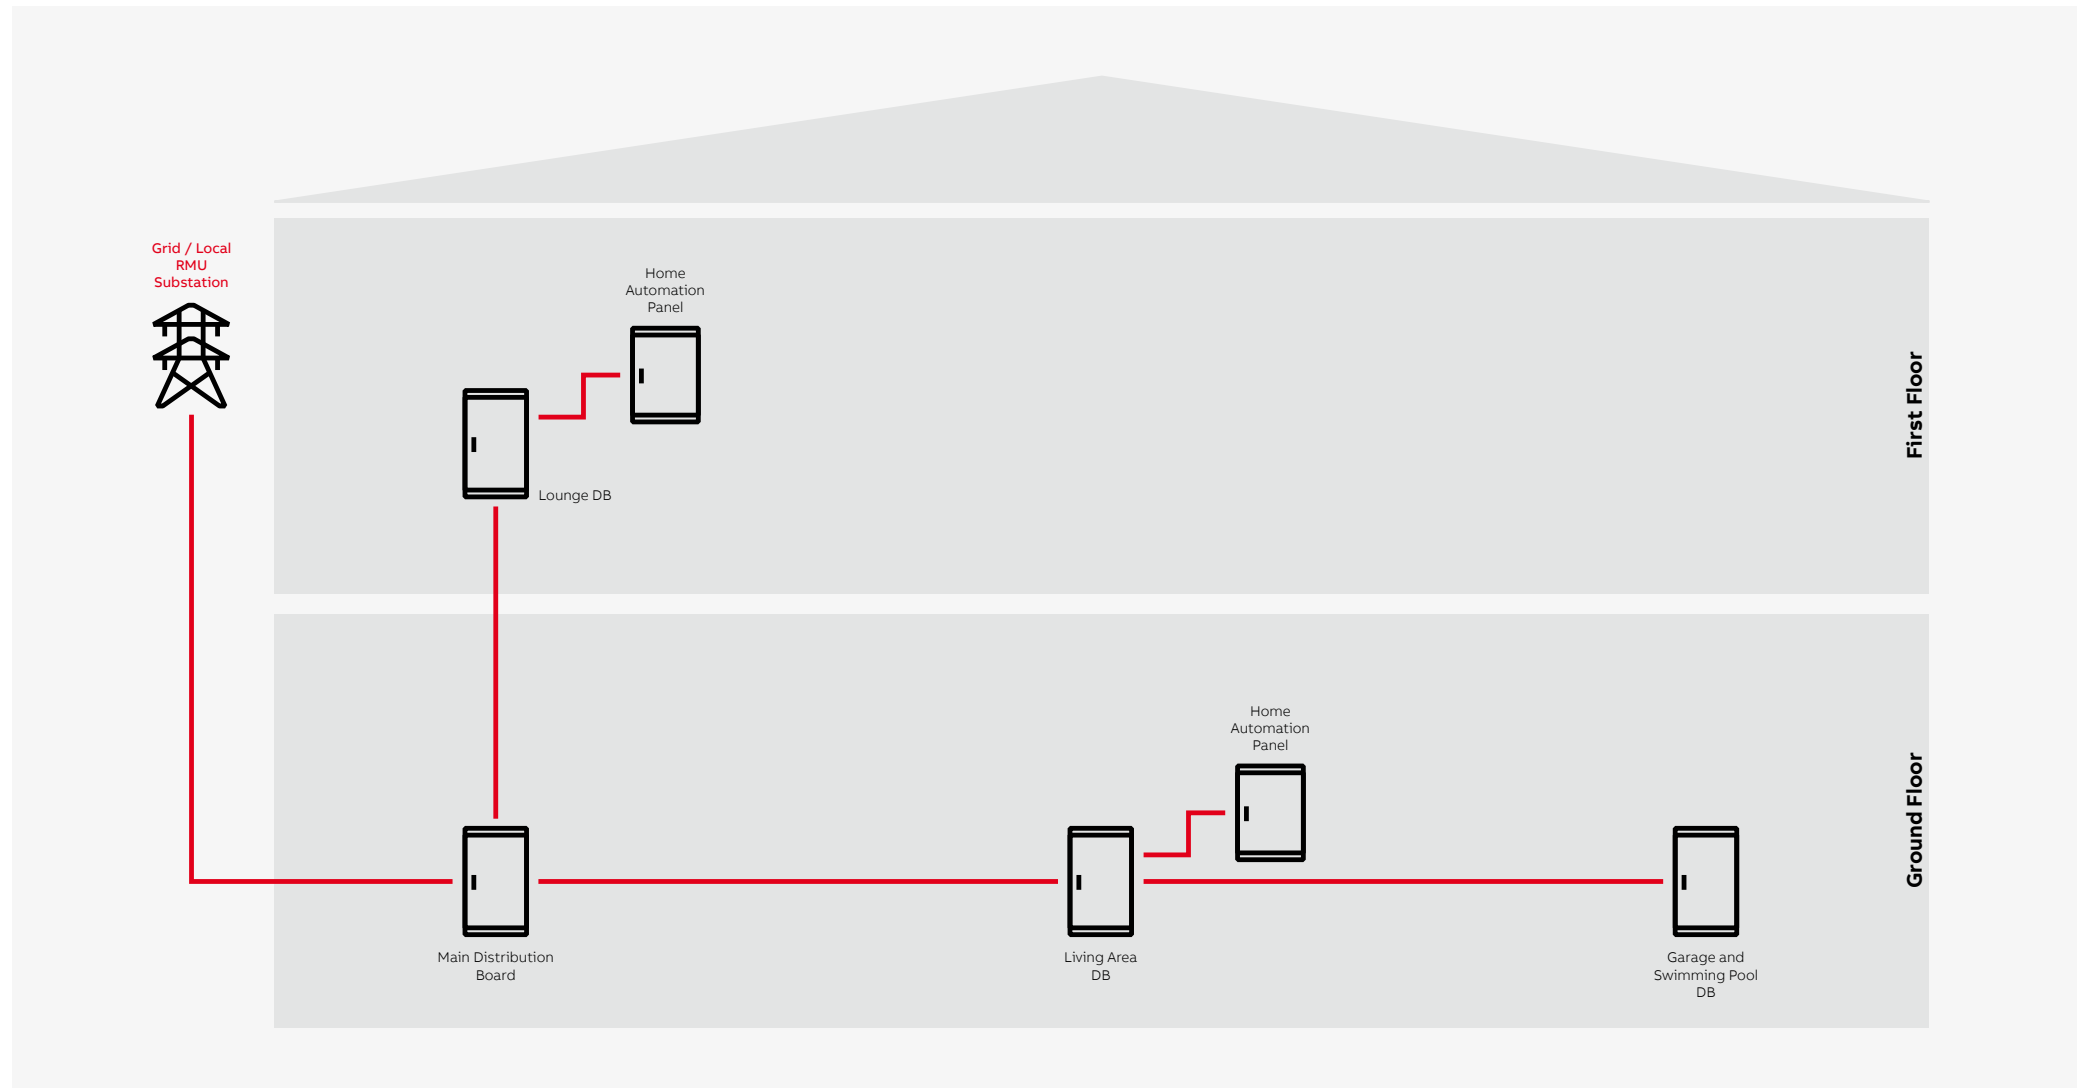 Grid / Local
RMU
Substation
Home
Automation
Panel
Lounge DB
First Floor
Home
Automation
Panel
Main Distribution
Board
Living Area
DB
Garage and
Swimming Pool
DB
Ground Floor